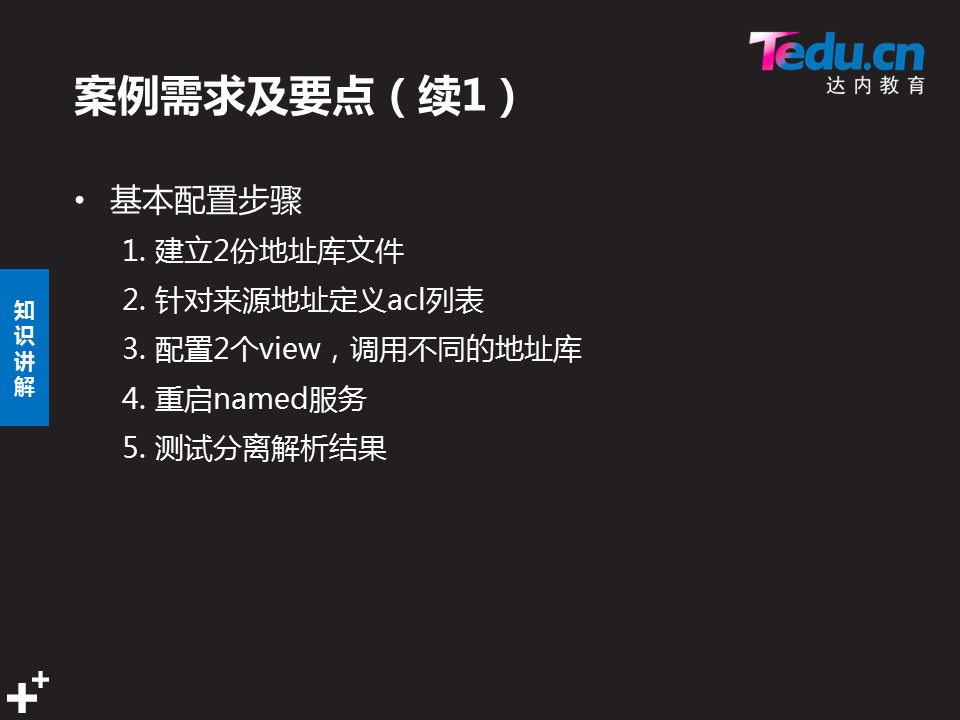 Tedu.cn
达内教育
案例需求及要点（续1）
• 基本配置步骤
1. 建立2份地址库文件
2. 针对来源地址定义acl列表
3. 配置2个view，调用不同的地址库
4. 重启named服务
5. 测试分离解析结果
知
识
讲
解